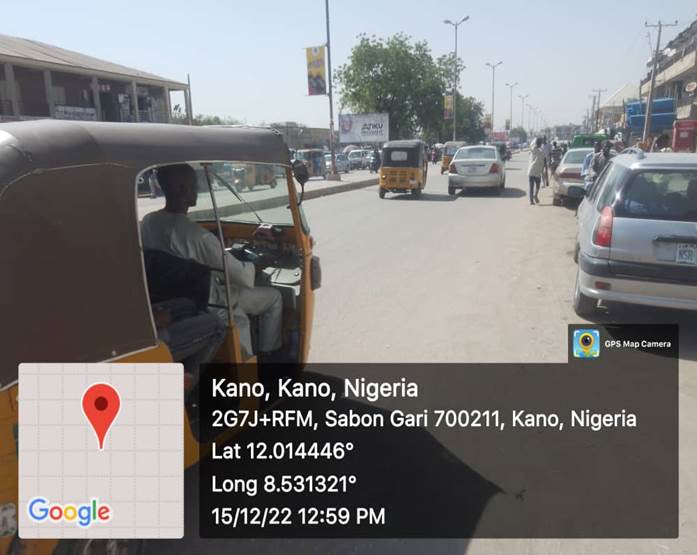 GPS Map Camera
Kano, Kano, Nigeria
2G7J+RFM, Sabon Gari 700211, Kano, Nigeria
Lat 12.014446°
Long 8.531321°
15/12/22 12:59 PM
Google